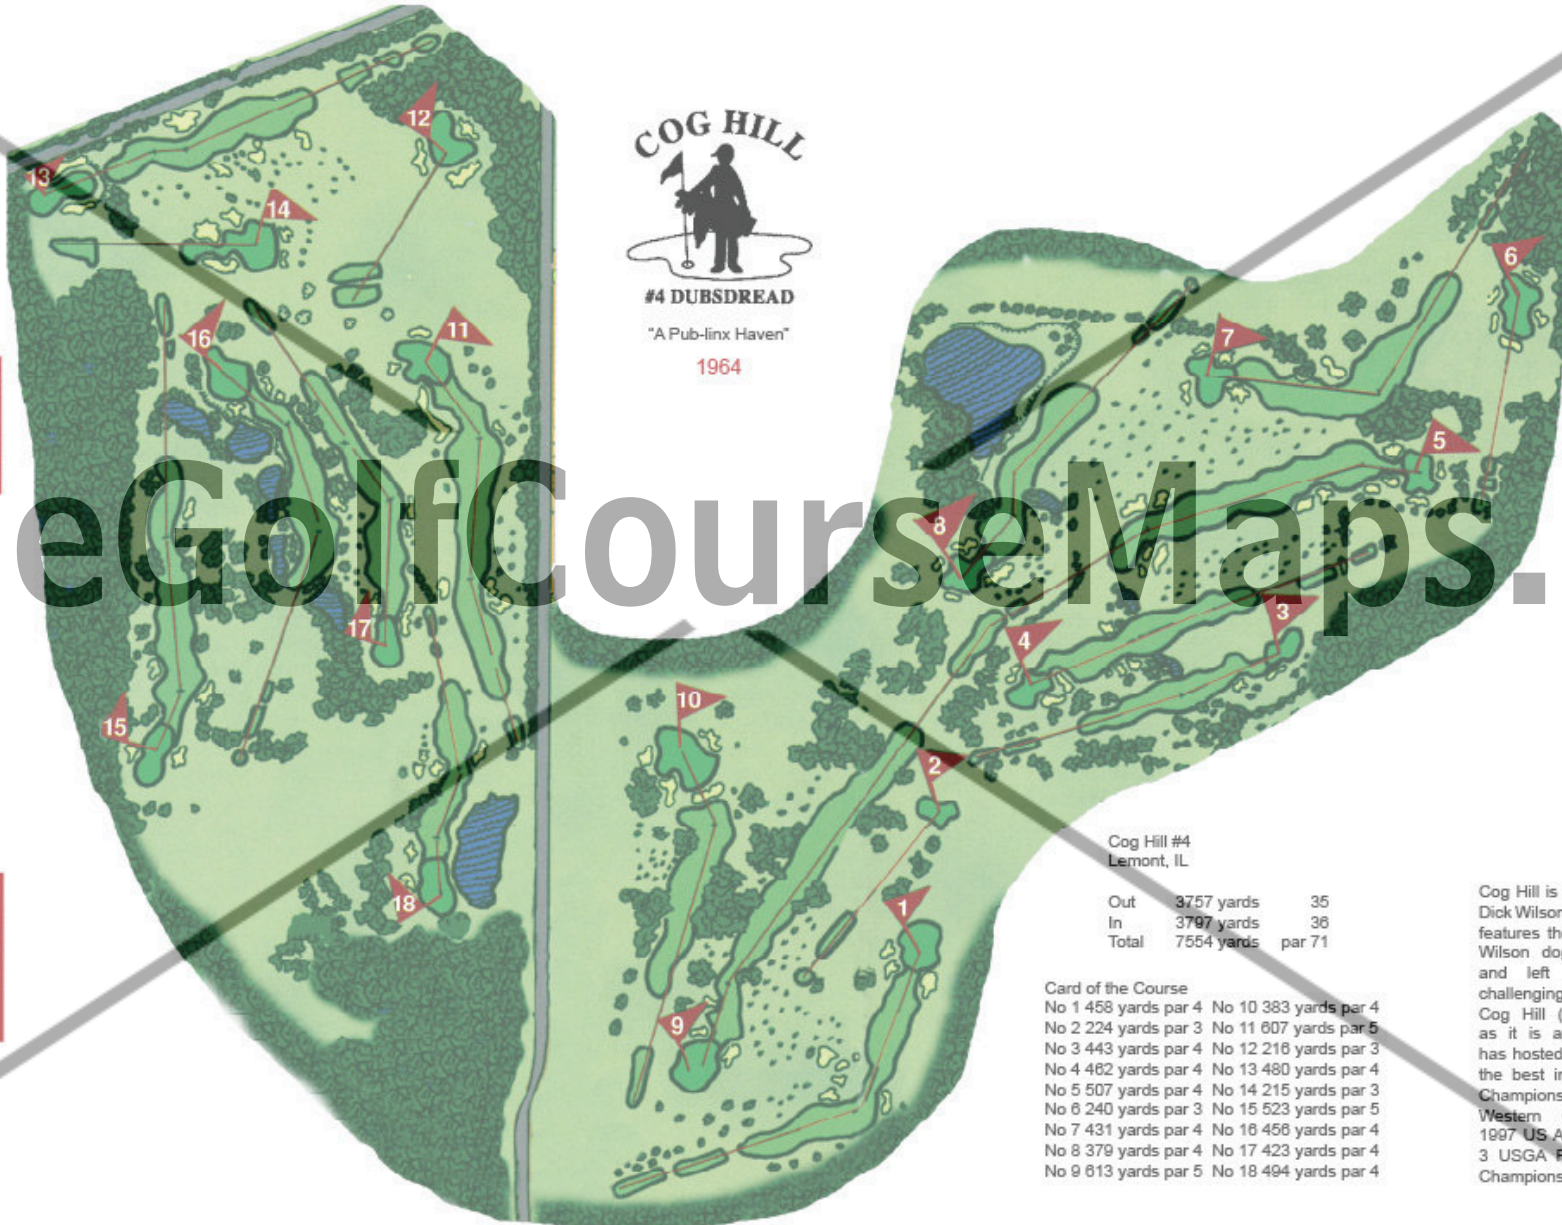 COG HILL
#4 DUBSDREAD
"A Pub-linx Haven"
1964
12
13
14
16
11
6
7
5
8
17
3
4
15
10
2
18
1
9
eGolfCourseMaps.
Cog Hill #4
Lemont, IL
Out 3757 yards 35
In 3797 yards 36
Total 7554 yards par 71
Card of the Course
No 1 458 yards par 4 No 10 383 yards par 4
No 2 224 yards par 3 No 11 607 yards par 5
No 3 443 yards par 4 No 12 216 yards par 3
No 4 462 yards par 4 No 13 480 yards par 4
No 5 507 yards par 4 No 14 215 yards par 3
No 6 240 yards par 3 No 15 523 yards par 5
No 7 431 yards par 4 No 16 456 yards par 4
No 8 379 yards par 4 No 17 423 yards par 4
No 9 613 yards par 5 No 18 494 yards par 4
Cog Hill is
Dick Wilson
features the
Wilson do
and left
challenging
Cog Hill (
as it is a
has hosted
the best in
Champions
Western
1997 US A
3 USGA
Champions